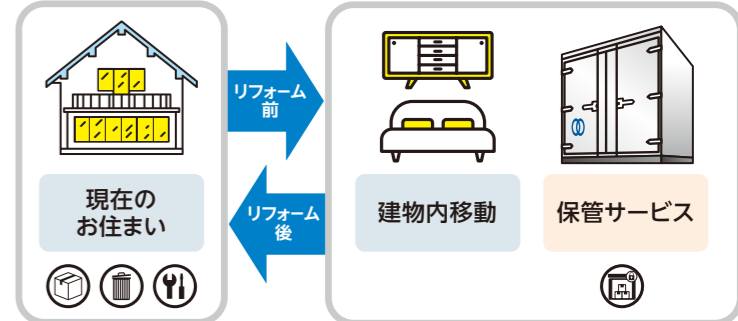 リフォーム
前
リフォーム
後
現在の
お住まい
建物内移動
保管サービス